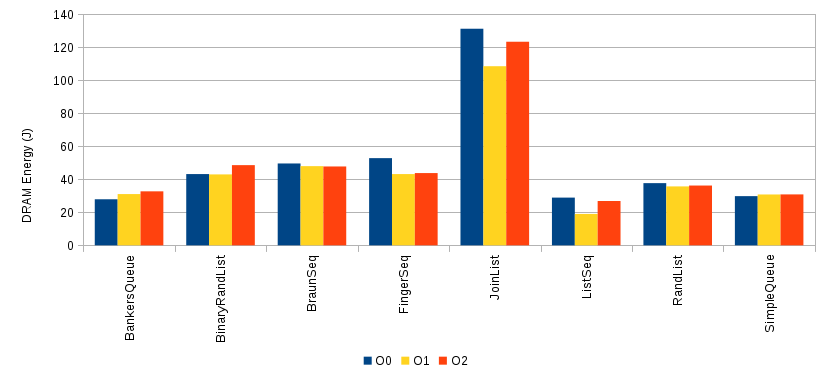 140
120
100
80
60
40
20
0
DRAM Energy (J)
BankersQueue
BinaryRandList
BraunSeq
FingerSeq
JoinList
ListSeq
RandList
SimpleQueue
O0 O1 O2